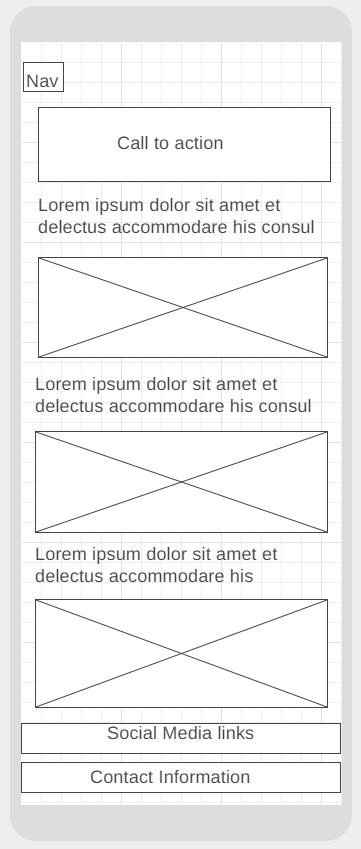 Nav
Call to action
Lorem ipsum dolor sit amet et
delectus accommodare his consul
Lorem ipsum dolor sit amet et
delectus accommodare his consul
Lorem ipsum dolor sit amet et
delectus accommodare his
Social Media links
Contact Information